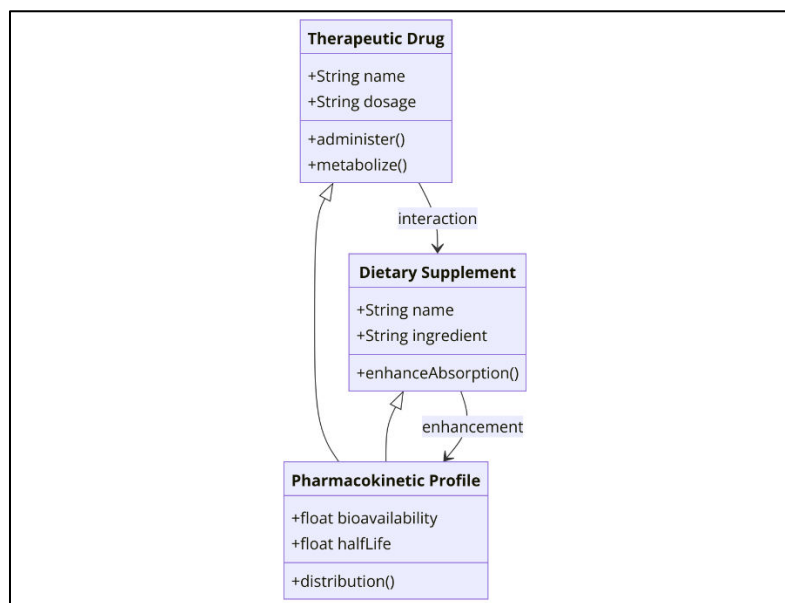 Therapeutic Drug
+String name
+String dosage
+administer()
+metabolize()
interaction
Dietary Supplement
+String name
+String ingredient
+enhanceAbsorption()
enhancement
Pharmacokinetic Profile
+float bioavailability
+float halfLife
+distribution()